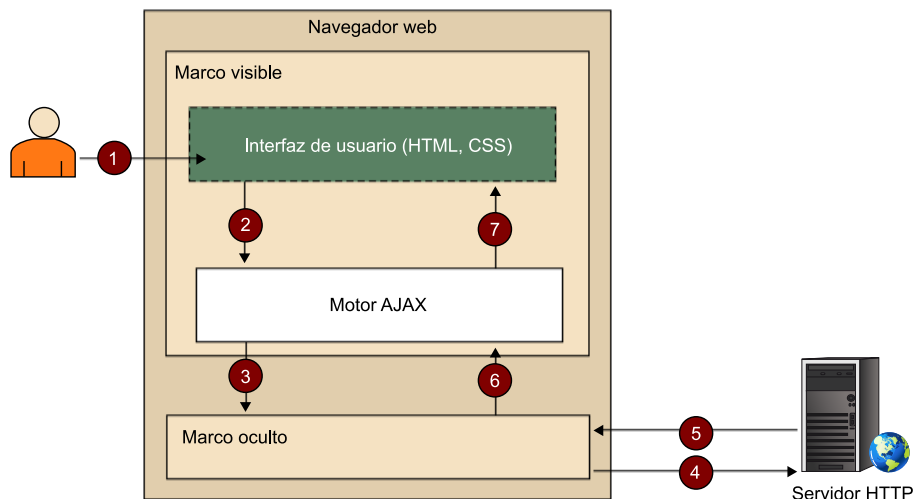 Navegador web
Marco visible
Interfaz de usuario (HTML, CSS)
1
2
7
Motor AJAX
3
6
Marco oculto
5
4
Servidor HTTP